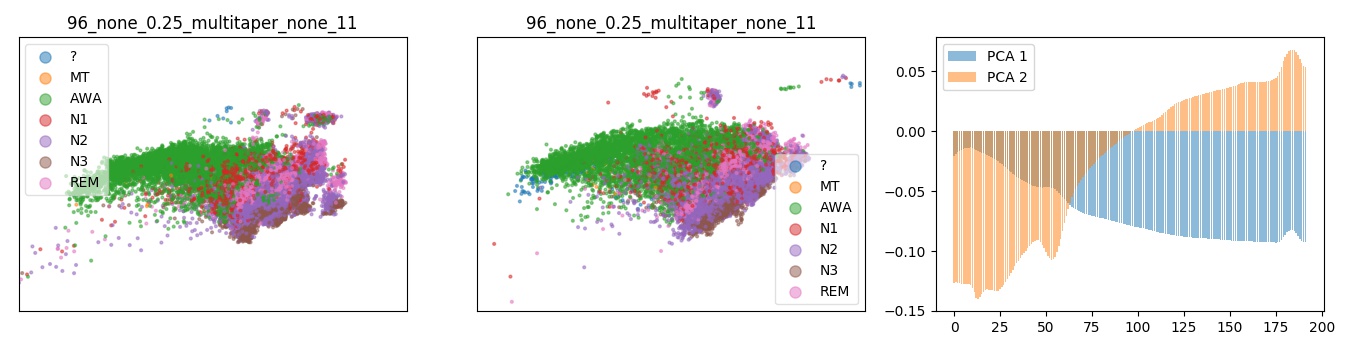 96_none_0.25_multitaper_none_11
?
MT
AWA
N1
N2
N3
REM
96_none_0.25_multitaper_none_11
?
MT
AWA
N1
N2
N3
REM
PCA 1
PCA 2
0.05
0.00
−0.05
−0.10
−0.15
0 25 50 75 100 125 150 175 200